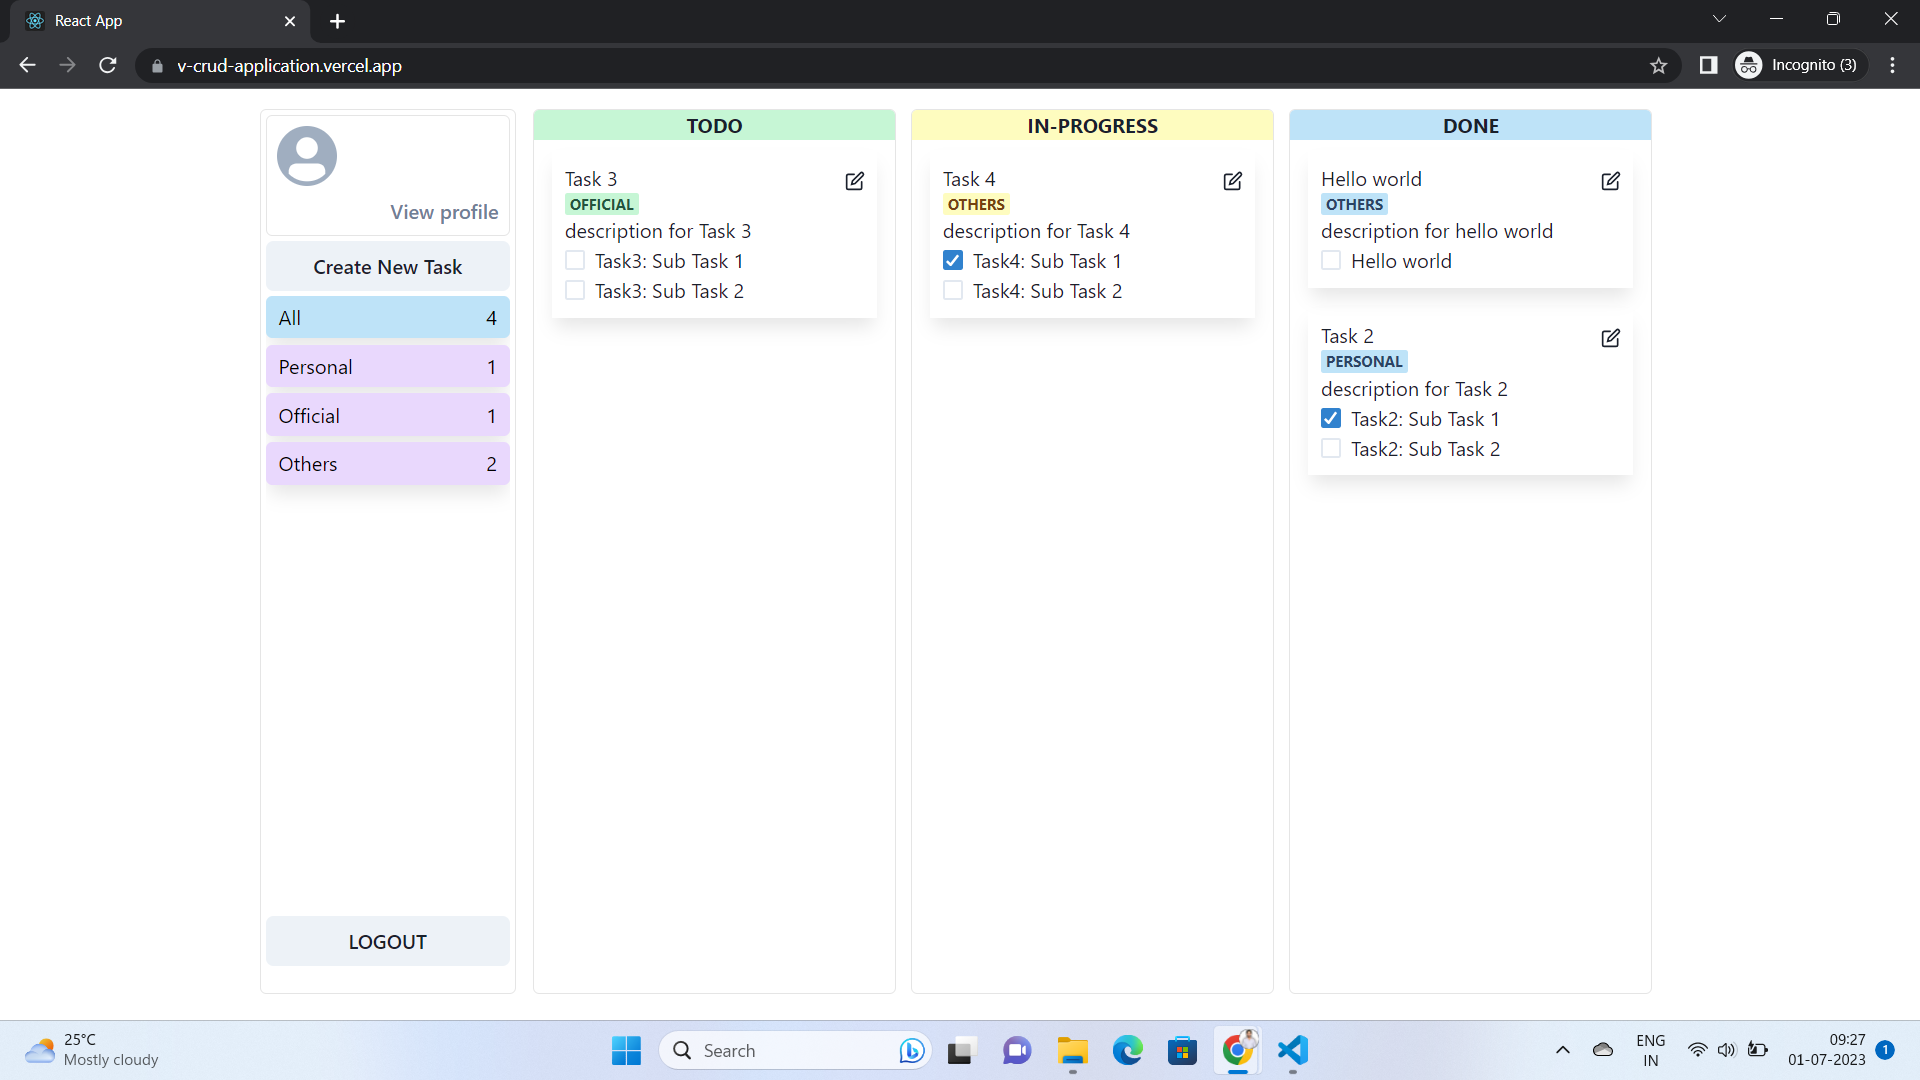 React App
v-crud-application.vercel.app
Incognito (3)
View profile
Create New Task
All 4
Personal 1
Official 1
Others 2
LOGOUT
TODO
Task 3
OFFICIAL
description for Task 3
Task3: Sub Task 1
Task3: Sub Task 2
IN-PROGRESS
Task 4
OTHERS
description for Task 4
Task4: Sub Task 1
Task4: Sub Task 2
DONE
Hello world
OTHERS
description for hello world
Hello world
Task 2
PERSONAL
description for Task 2
Task2: Sub Task 1
Task2: Sub Task 2
25°C
Mostly cloudy
Search
ENG
IN
09:27
01-07-2023
1